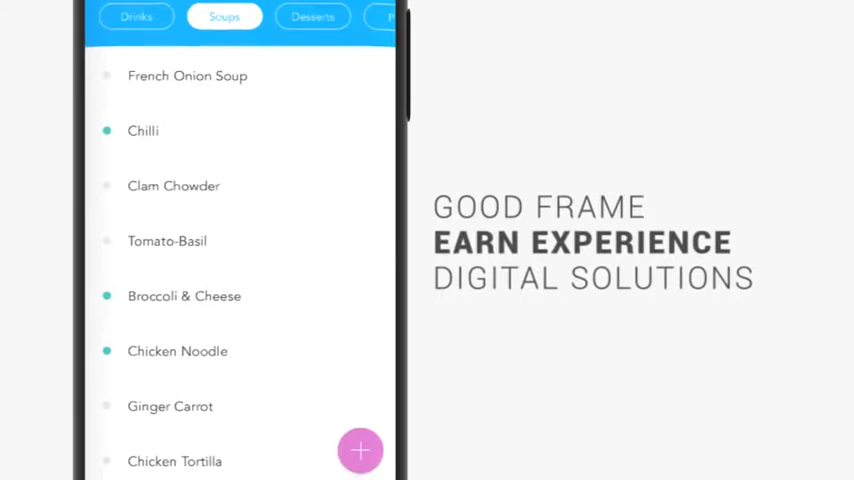 Drinks
Soups
Desserts
French Onion Soup
Chilli
Clam Chowder
Tomato-Basil
Broccoli & Cheese
Chicken Noodle
Ginger Carrot
Chicken Tortilla
GOOD FRAME
EARN EXPERIENCE
DIGITAL SOLUTIONS